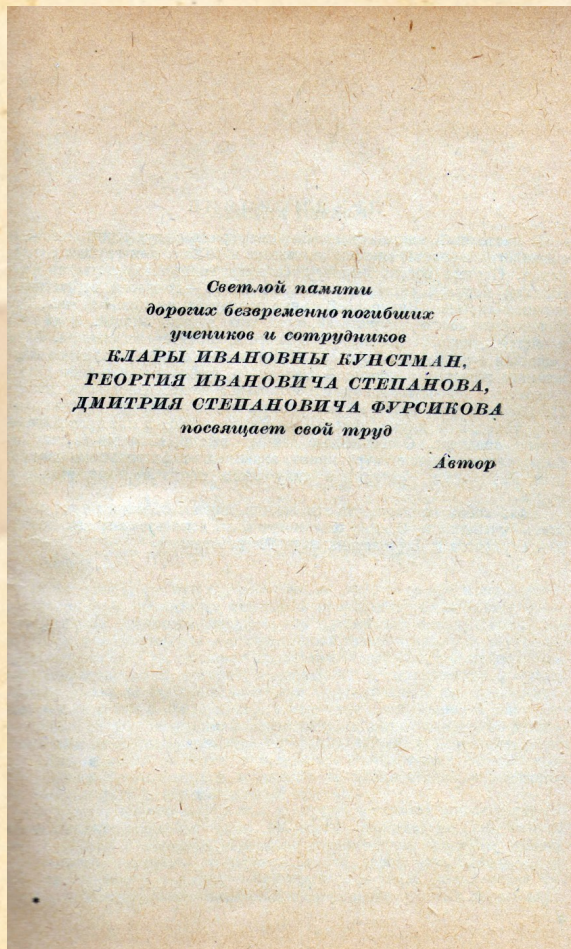 Светлой памяти
дорогих безвременно погибших
учеников и сотрудников
КЛАРЫ ИВАНОВНЫ КУНСТМАН,
ГЕОРГИЯ ИВАНОВИЧА СТЕПАНОВА,
ДМИТРИЯ СТЕПАНОВИЧА ФУРСИКОВА
посвящает свой труд
Автор